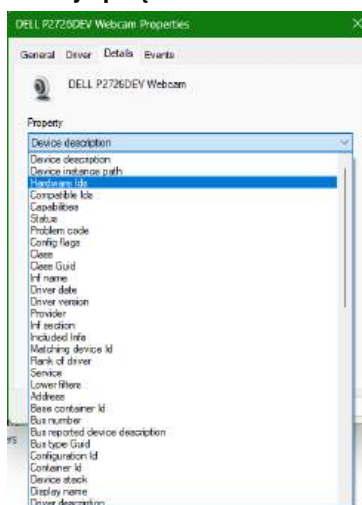 DELL P2726DEV Webcam Properties
General Driver Details Events
DELL P2726DEV Webcam
Property
Device description
Device description
Device instance path
Hardware Ids
Compatible Ids
Capabilities
Status
Problem code
Config flags
Class
Class Guid
Inf name
Driver date
Driver version
Provider
Inf section
Included Infs
Matching device Id
Rank of driver
Service
Lower filters
Address
Base container Id
Bus number
Bus reported device description
Bus type Guid
Configuration Id
Container Id
Device stack
Display name
Driver description